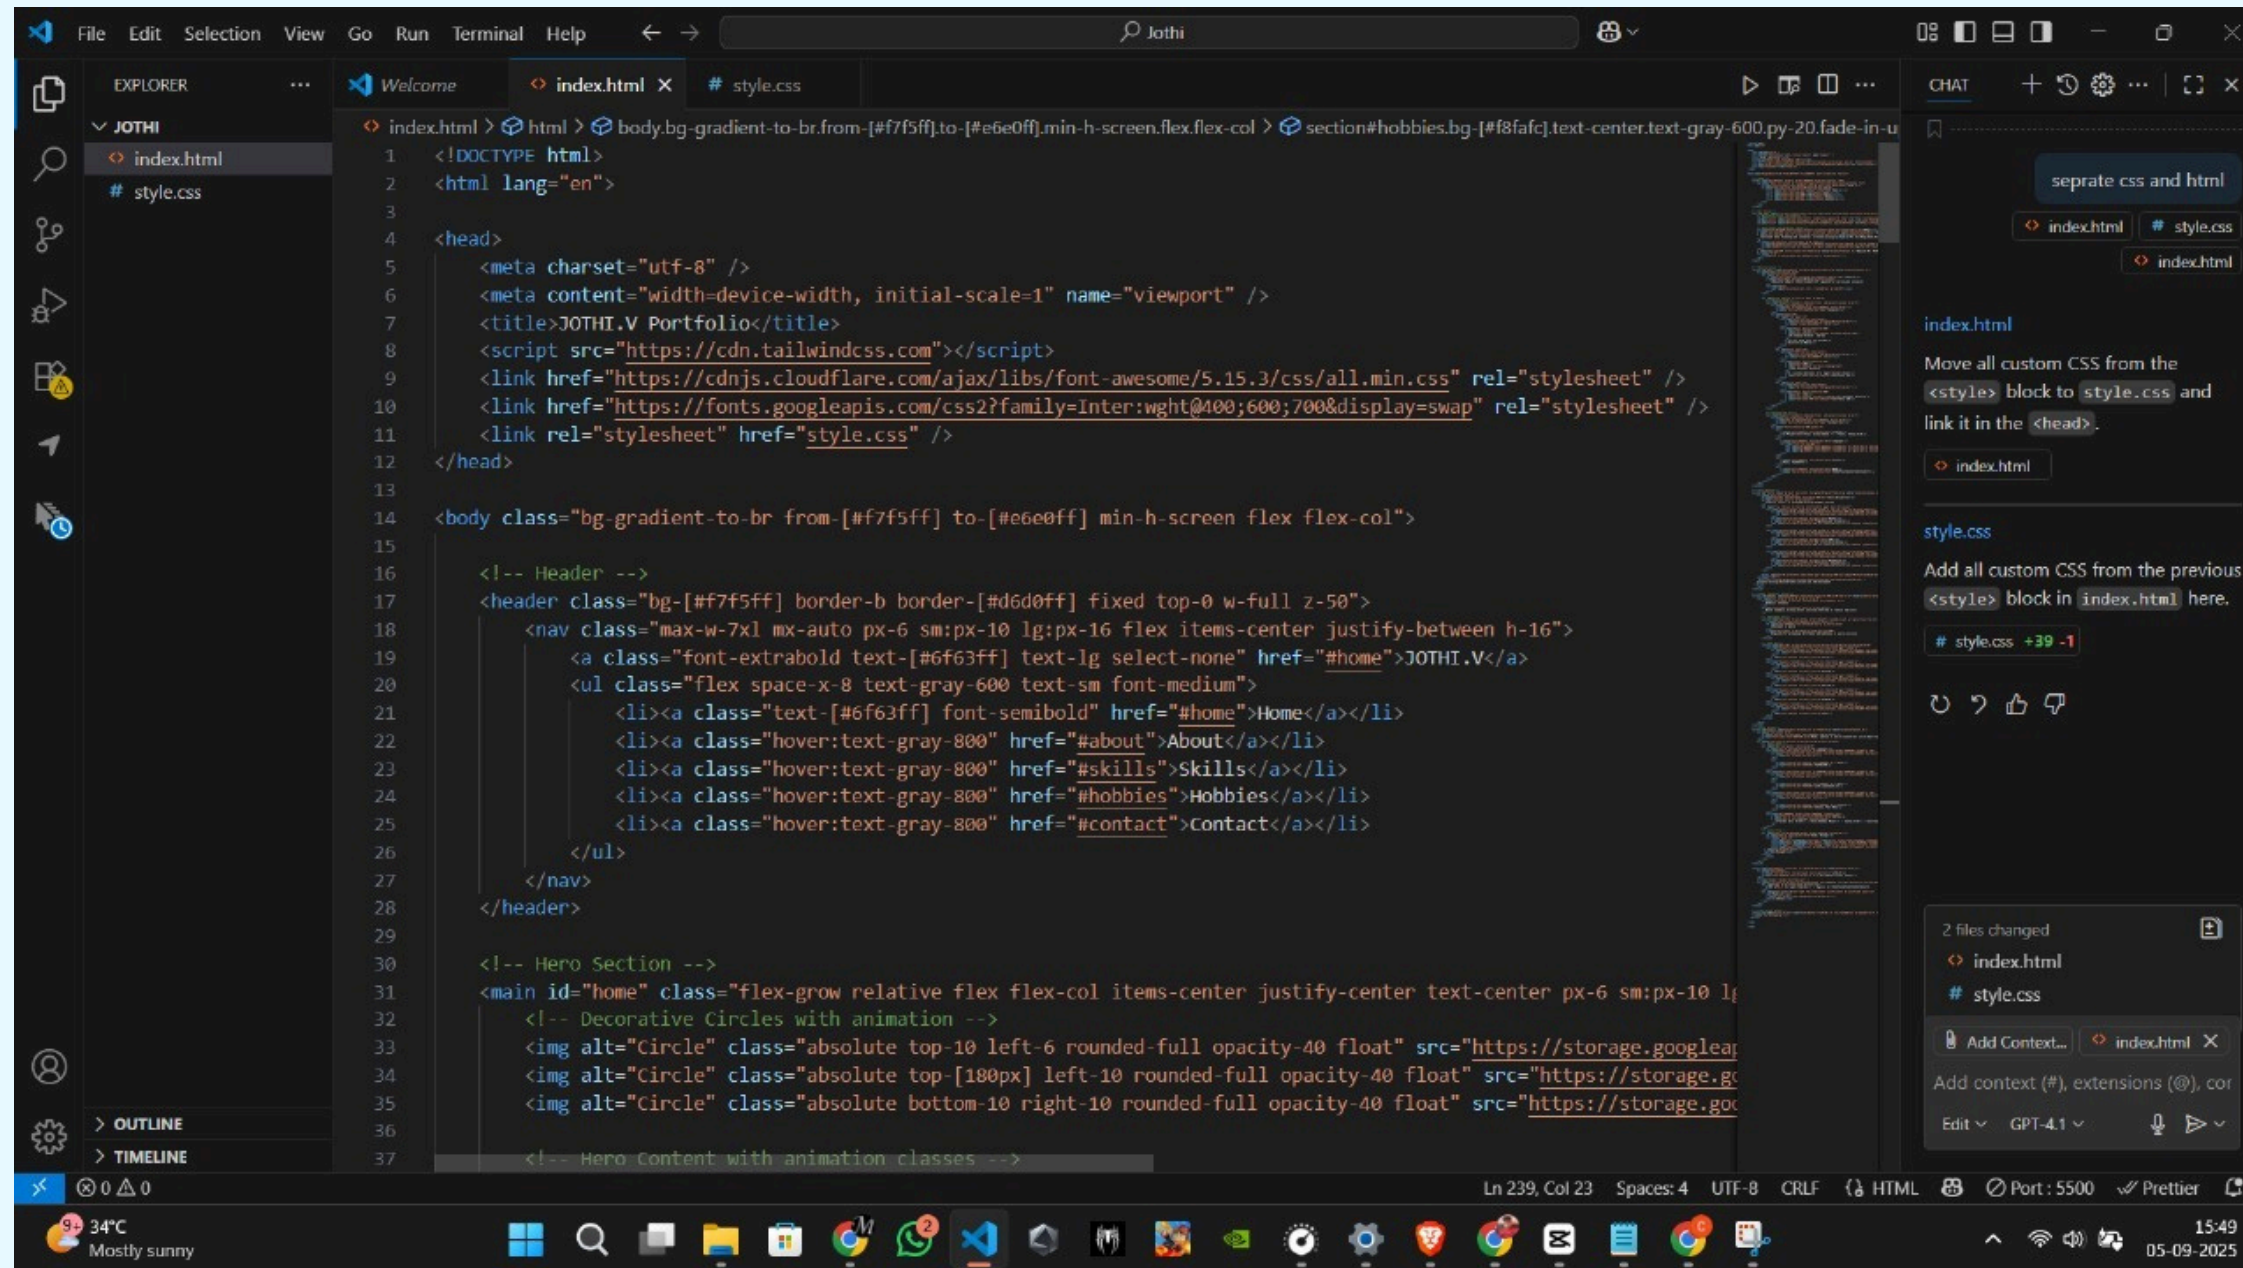 File Edit Selection View Go Run Terminal Help
Jothi
EXPLORER
JOTHI
index.html
style.css
OUTLINE
TIMELINE
Welcome
index.html
style.css
index.html > html > body.bg-gradient-to-br.from-[#f7f5ff].to-[#e6e0ff].min-h-screen.flex.flex-col > section#hobbies.bg-[#f8fafc].text-center.text-gray-600.py-20.fade-in-u
1 <!DOCTYPE html>
2 <html lang="en">
3
4 <head>
5 <meta charset="utf-8" />
6 <meta content="width=device-width, initial-scale=1" name="viewport" />
7 <title>JOTHI.V Portfolio</title>
8 <script src="https://cdn.tailwindcss.com"></script>
9 <link href="https://cdnjs.cloudflare.com/ajax/libs/font-awesome/5.15.3/css/all.min.css" rel="stylesheet" />
10 <link href="https://fonts.googleapis.com/css2?family=Inter:wght@400;600;700&display=swap" rel="stylesheet" />
11 <link rel="stylesheet" href="style.css" />
12 </head>
13
14 <body class="bg-gradient-to-br from-[#f7f5ff] to-[#e6e0ff] min-h-screen flex flex-col">
15
16 <!-- Header -->
17 <header class="bg-[#f7f5ff] border-b border-[#d6d0ff] fixed top-0 w-full z-50">
18 <nav class="max-w-7xl mx-auto px-6 sm:px-10 lg:px-16 flex items-center justify-between h-16">
19 <a class="font-extrabold text-[#6f63ff] text-lg select-none" href="#home">JOTHI.V</a>
20 <ul class="flex space-x-8 text-gray-600 text-sm font-medium">
21 <li><a class="text-[#6f63ff] font-semibold" href="#home">Home</a></li>
22 <li><a class="hover:text-gray-800" href="#about">About</a></li>
23 <li><a class="hover:text-gray-800" href="#skills">Skills</a></li>
24 <li><a class="hover:text-gray-800" href="#hobbies">Hobbies</a></li>
25 <li><a class="hover:text-gray-800" href="#contact">Contact</a></li>
26 </ul>
27 </nav>
28 </header>
29
30 <!-- Hero Section -->
31 <main id="home" class="flex-grow relative flex flex-col items-center justify-center text-center px-6 sm:px-10 lg
32 <!-- Decorative Circles with animation -->
33 <img alt="Circle" class="absolute top-10 left-6 rounded-full opacity-40 float" src="https://storage.googleap
34 <img alt="Circle" class="absolute top-[180px] left-10 rounded-full opacity-40 float" src="https://storage.go
35 <img alt="Circle" class="absolute bottom-10 right-10 rounded-full opacity-40 float" src="https://storage.goo
36
37 <!-- Hero Content with animation classes -->
CHAT
seprate css and html
index.html # style.css
index.html
index.html
Move all custom CSS from the
<style> block to style.css and
link it in the <head>.
index.html
style.css
Add all custom CSS from the previous
<style> block in index.html here.
# style.css +39 -1
2 files changed
index.html
# style.css
Add Context... index.html
Add context (#), extensions (@), cor
Edit GPT-4.1
0 0
Ln 239, Col 23 Spaces: 4 UTF-8 CRLF HTML Port : 5500 Prettier
9+ 34°C
Mostly sunny
2
15:49
05-09-2025